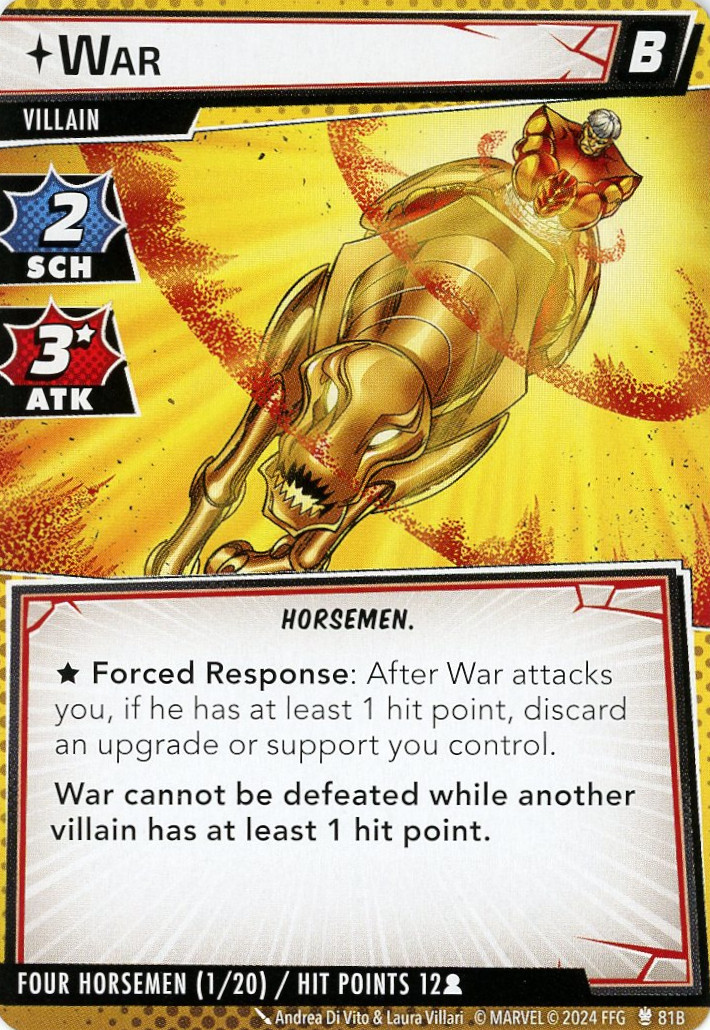 War
B
VILLAIN
2
SCH
3★
ATK
HORSEMEN.
★ Forced Response: After War attacks
you, if he has at least 1 hit point, discard
an upgrade or support you control.
War cannot be defeated while another
villain has at least 1 hit point.
FOUR HORSEMEN (1/20) / HIT POINTS 12
Andrea Di Vito & Laura Villari © MARVEL © 2024 FFG 81B